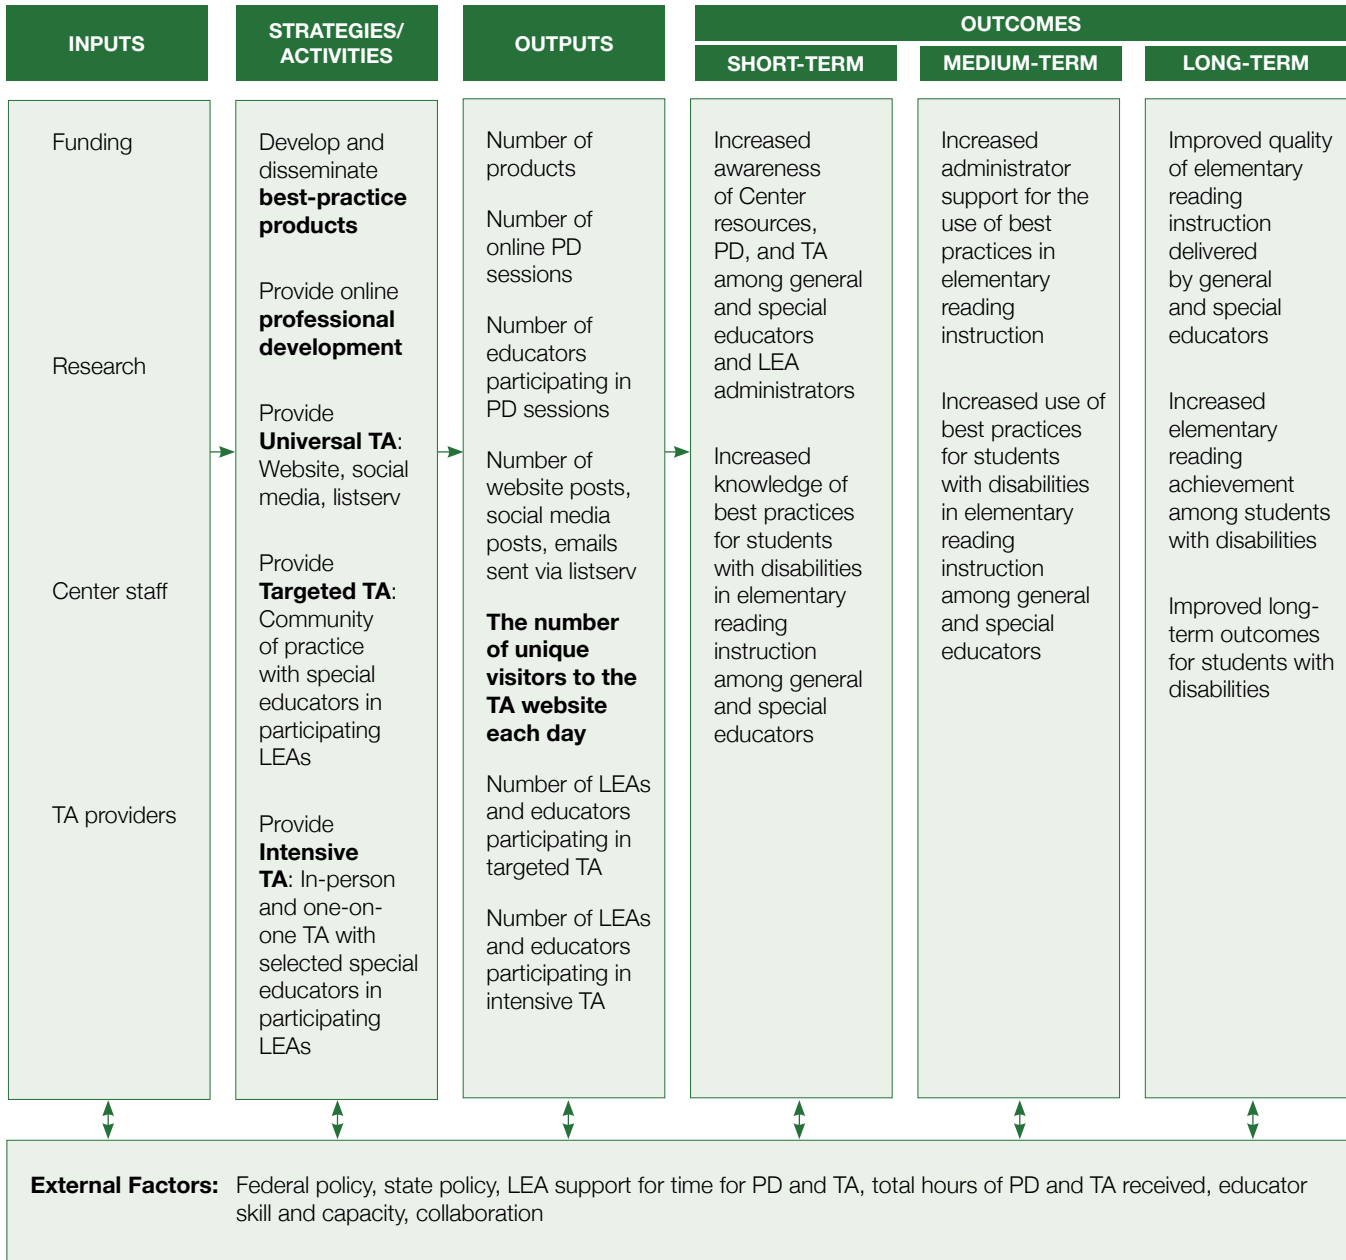 INPUTS
STRATEGIES/
ACTIVITIES
OUTPUTS
OUTCOMES
SHORT-TERM
MEDIUM-TERM
LONG-TERM
Funding
Research
Center staff
TA providers
Develop and
disseminate
best-practice
products
Provide online
professional
development
Provide
Universal TA:
Website, social
media, listserv
Provide
Targeted TA:
Community
of practice
with special
educators in
participating
LEAs
Provide
Intensive
TA: In-person
and one-on-
one TA with
selected special
educators in
participating
LEAs
Number of
products
Number of
online PD
sessions
Number of
educators
participating in
PD sessions
Number of
website posts,
social media
posts, emails
sent via listserv
The number
of unique
visitors to the
TA website
each day
Number of LEAs
and educators
participating in
targeted TA
Number of LEAs
and educators
participating in
intensive TA
Increased
awareness
of Center
resources,
PD, and TA
among general
and special
educators
and LEA
administrators
Increased
knowledge of
best practices
for students
with disabilities
in elementary
reading
instruction
among general
and special
educators
Increased
administrator
support for the
use of best
practices in
elementary
reading
instruction
Increased use of
best practices
for students
with disabilities
in elementary
reading
instruction
among general
and special
educators
Improved quality
of elementary
reading
instruction
delivered
by general
and special
educators
Increased
elementary
reading
achievement
among students
with disabilities
Improved long-
term outcomes
for students with
disabilities
External Factors: Federal policy, state policy, LEA support for time for PD and TA, total hours of PD and TA received, educator
skill and capacity, collaboration